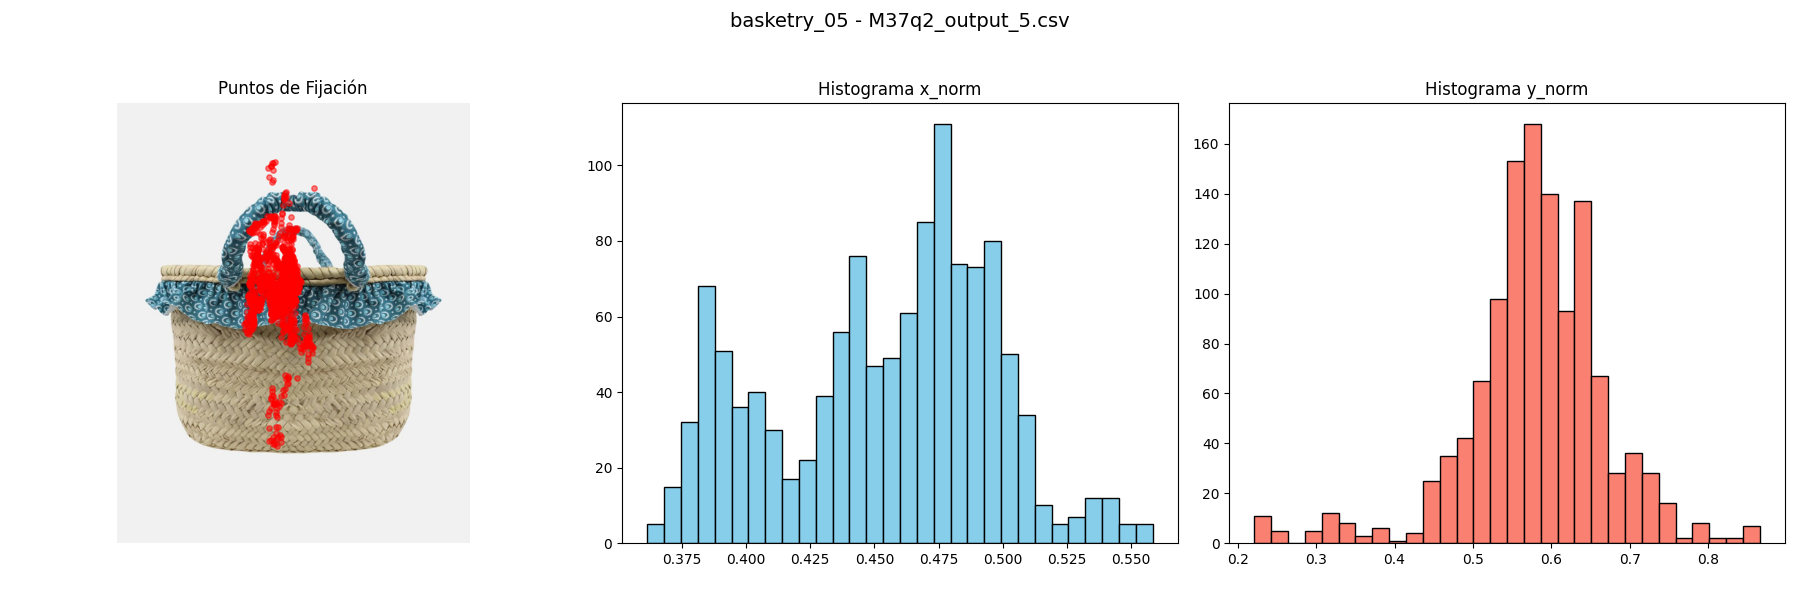 basketry_05 - M37q2_output_5.csv
Puntos de Fijación
Histograma x_norm
Histograma y_norm
100
80
60
40
20
0
0.375 0.400 0.425 0.450 0.475 0.500 0.525 0.550
160
140
120
100
80
60
40
20
0
0.2 0.3 0.4 0.5 0.6 0.7 0.8